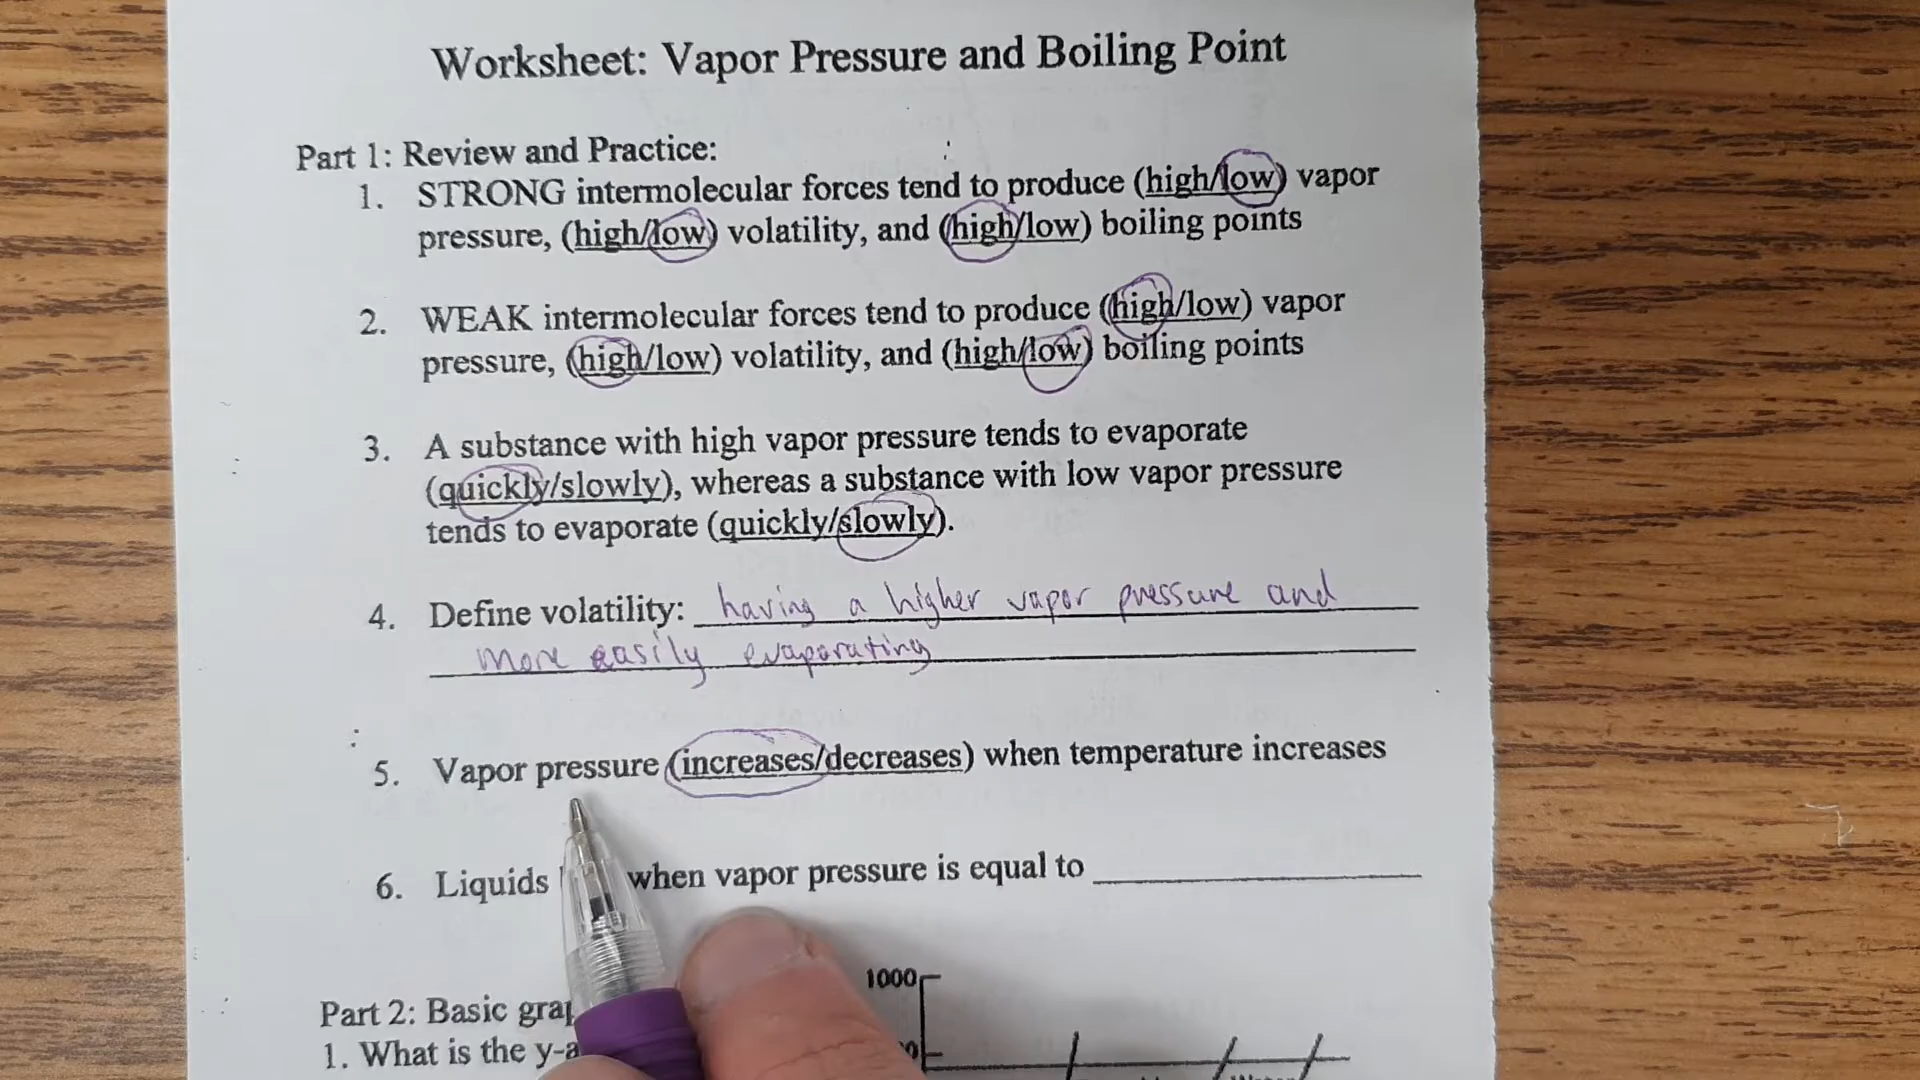 Worksheet: Vapor Pressure and Boiling Point
Part 1: Review and Practice:
1. STRONG intermolecular forces tend to produce (high/low) vapor
pressure, (high/low) volatility, and (high/low) boiling points
2. WEAK intermolecular forces tend to produce (high/low) vapor
pressure, (high/low) volatility, and (high/low) boiling points
3. A substance with high vapor pressure tends to evaporate
(quickly/slowly), whereas a substance with low vapor pressure
tends to evaporate (quickly/slowly).
4. Define volatility: having a higher vapor pressure and
more easily evaporating
5. Vapor pressure (increases/decreases) when temperature increases
6. Liquids when vapor pressure is equal to
1000
Part 2: Basic
1. What is the